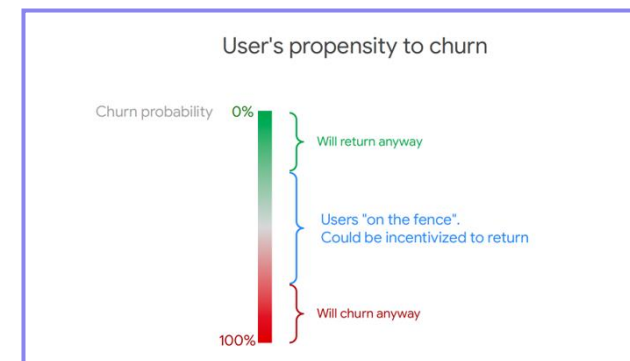 User's propensity to churn
Churn probability 0%
Will return anyway
Users "on the fence".
Could be incentivized to return
Will churn anyway
100%